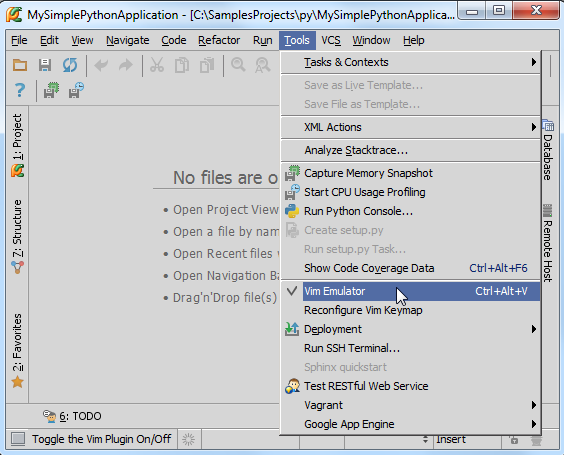 MySimplePythonApplication - [C:\SamplesProjects\py\MySimplePythonApplica...
File Edit View Navigate Code Refactor Run Tools VCS Window Help
Tasks & Contexts
Save as Live Template...
Save File as Template...
XML Actions
Analyze Stacktrace...
Capture Memory Snapshot
Start CPU Usage Profiling
Run Python Console...
Create setup.py
Run setup.py Task...
Show Code Coverage Data Ctrl+Alt+F6
Vim Emulator Ctrl+Alt+V
Reconfigure Vim Keymap
Deployment
Run SSH Terminal...
Sphinx quickstart
Test RESTful Web Service
Vagrant
Google App Engine
1: Project
Z: Structure
2: Favorites
No files are o
• Open Project View
• Open a file by nam
• Open Recent files
• Open Navigation Ba
• Drag'n'Drop file(s)
Database
Remote Host
6: TODO
Toggle the Vim Plugin On/Off
Insert